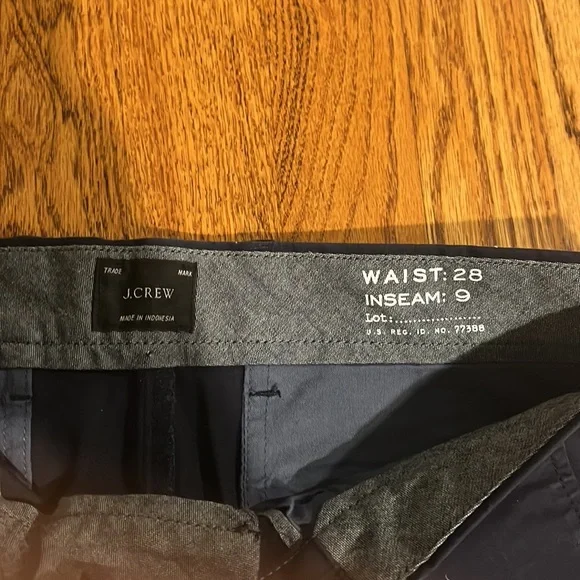 TRADE MARK
J.CREW
MADE IN INDONESIA
WAIST: 28
INSEAM: 9
Lot:....................
U.S. REG. ID. NO. 77388